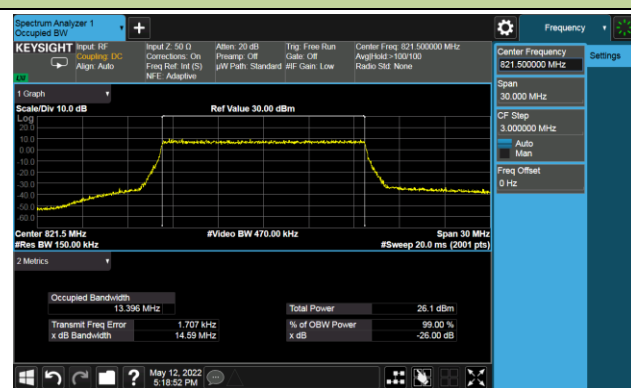 Spectrum Analyzer 1
Occupied BW
+
Frequency
KEYSIGHT
Input: RF
Coupling: DC
Align: Auto
Input Z: 50 Ω
Corrections: On
Freq Ref: Int (S)
NFE: Adaptive
Atten: 20 dB
Preamp: Off
µW Path: Standard
Trig: Free Run
Gate: Off
#IF Gain: Low
Center Freq: 821.500000 MHz
Avg|Hold:>100/100
Radio Std: None
LXI
Center Frequency
821.500000 MHz
Settings
Span
30.000 MHz
CF Step
3.000000 MHz
Auto
Man
Freq Offset
0 Hz
1 Graph
Scale/Div 10.0 dB
Ref Value 30.00 dBm
Log
20.0
10.0
0.00
-10.0
-20.0
-30.0
-40.0
-50.0
-60.0
Center 821.5 MHz
#Video BW 470.00 kHz
Span 30 MHz
#Res BW 150.00 kHz
#Sweep 20.0 ms (2001 pts)
2 Metrics
Occupied Bandwidth
13.396 MHz
Total Power 26.1 dBm
Transmit Freq Error 1.707 kHz
% of OBW Power 99.00 %
x dB Bandwidth 14.59 MHz
x dB -26.00 dB
?
May 12, 2022
5:18:52 PM